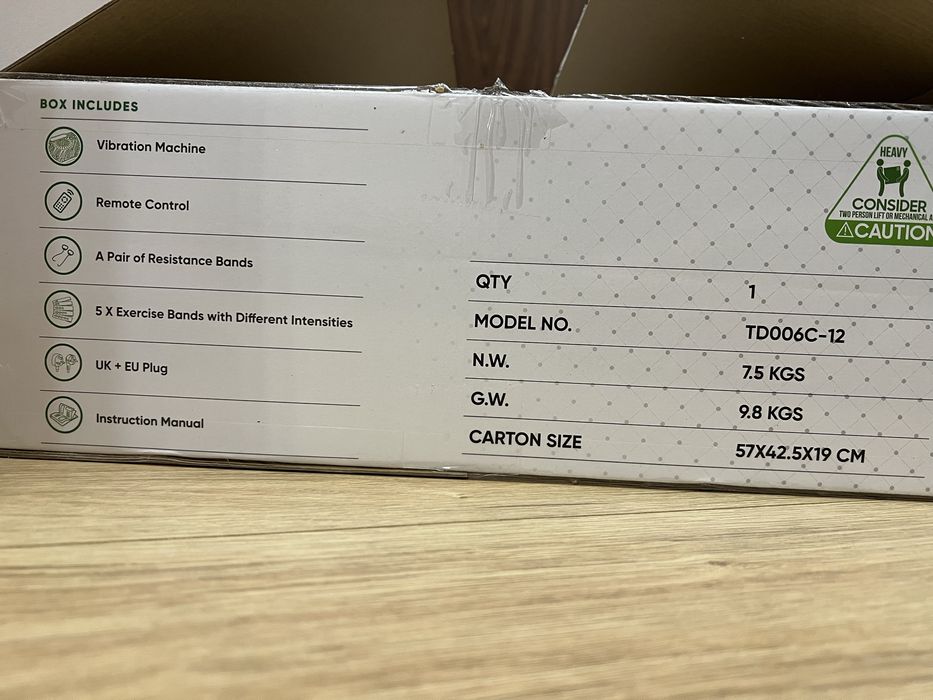 BOX INCLUDES
Vibration Machine
Remote Control
A Pair of Resistance Bands
5 X Exercise Bands with Different Intensities
UK + EU Plug
Instruction Manual
HEAVY
CONSIDER
TWO PERSON LIFT OR MECHANICAL
CAUTION
QTY 1
MODEL NO. TD006C-12
N.W. 7.5 KGS
G.W. 9.8 KGS
CARTON SIZE 57X42.5X19 CM